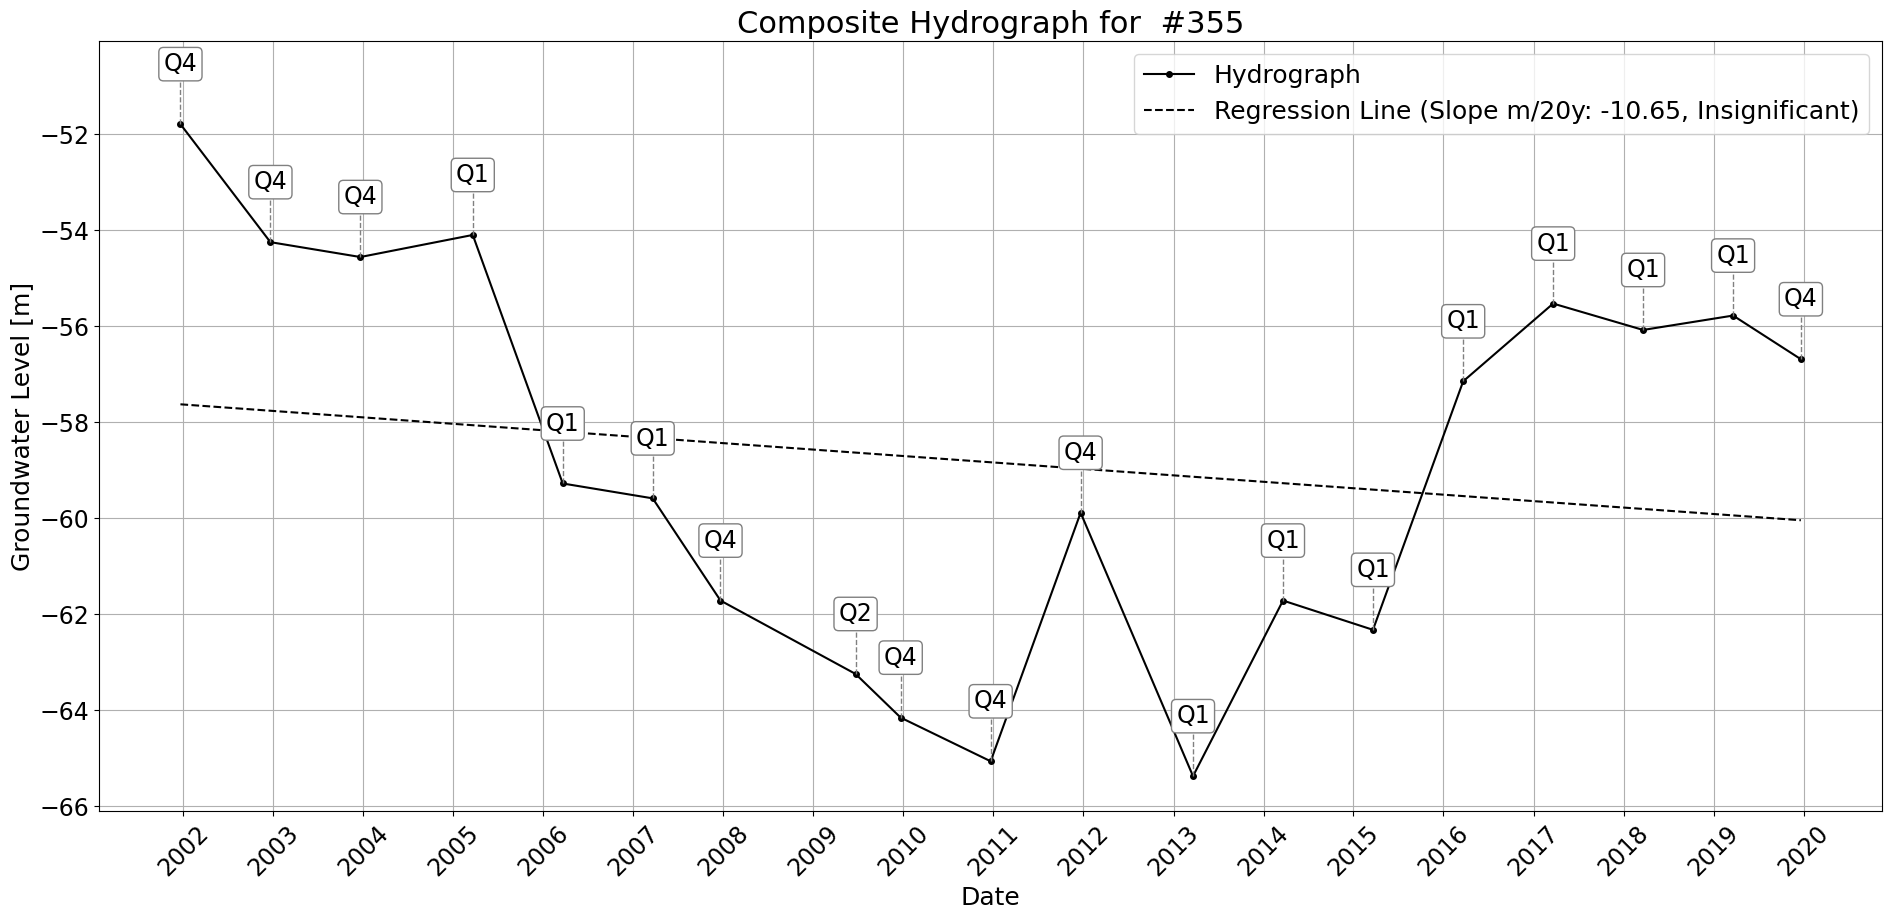 Composite Hydrograph for  #355
Hydrograph
Regression Line (Slope m/20y: -10.65, Insignificant)
Groundwater Level [m]
−52
−54
−56
−58
−60
−62
−64
−66
Q4
Q4
Q4
Q1
Q1
Q1
Q4
Q2
Q4
Q4
Q4
Q1
Q1
Q1
Q1
Q1
Q1
Q1
Q4
2002
2003
2004
2005
2006
2007
2008
2009
2010
2011
2012
2013
2014
2015
2016
2017
2018
2019
2020
Date